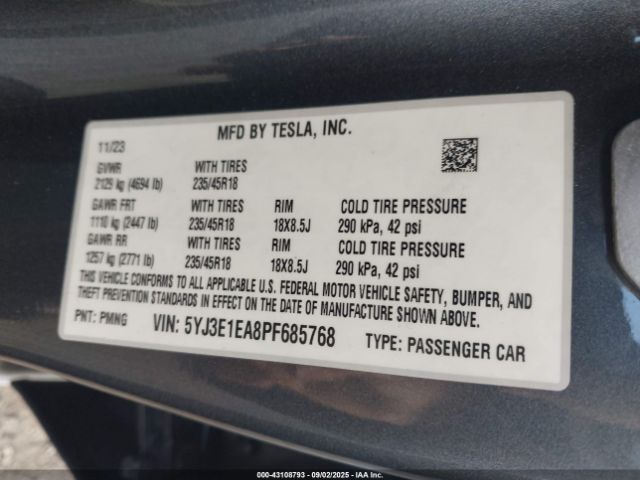 MFD BY TESLA, INC.
11/23
GVWR WITH TIRES
2129 kg (4694 lb) 235/45R18
GAWR FRT WITH TIRES RIM COLD TIRE PRESSURE
1110 kg (2447 lb) 235/45R18 18X8.5J 290 kPa, 42 psi
GAWR RR WITH TIRES RIM COLD TIRE PRESSURE
1257 kg (2771 lb) 235/45R18 18X8.5J 290 kPa, 42 psi
THIS VEHICLE CONFORMS TO ALL APPLICABLE U.S. FEDERAL MOTOR VEHICLE SAFETY, BUMPER, AND
THEFT PREVENTION STANDARDS IN EFFECT ON THE DATE OF MANUFACTURE SHOWN ABOVE.
PNT: PMNG VIN: 5YJ3E1EA8PF685768 TYPE: PASSENGER CAR
000-43108793 - 09/02/2025 - IAA Inc.